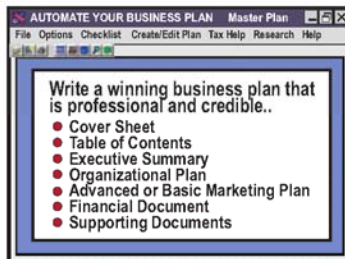 AUTOMATE YOUR BUSINESS PLAN Master Plan
File Options Checklist Create/Edit Plan Tax Help Research Help
Write a winning business plan that
is professional and credible..
Cover Sheet
Table of Contents
Executive Summary
Organizational Plan
Advanced or Basic Marketing Plan
Financial Document
Supporting Documents